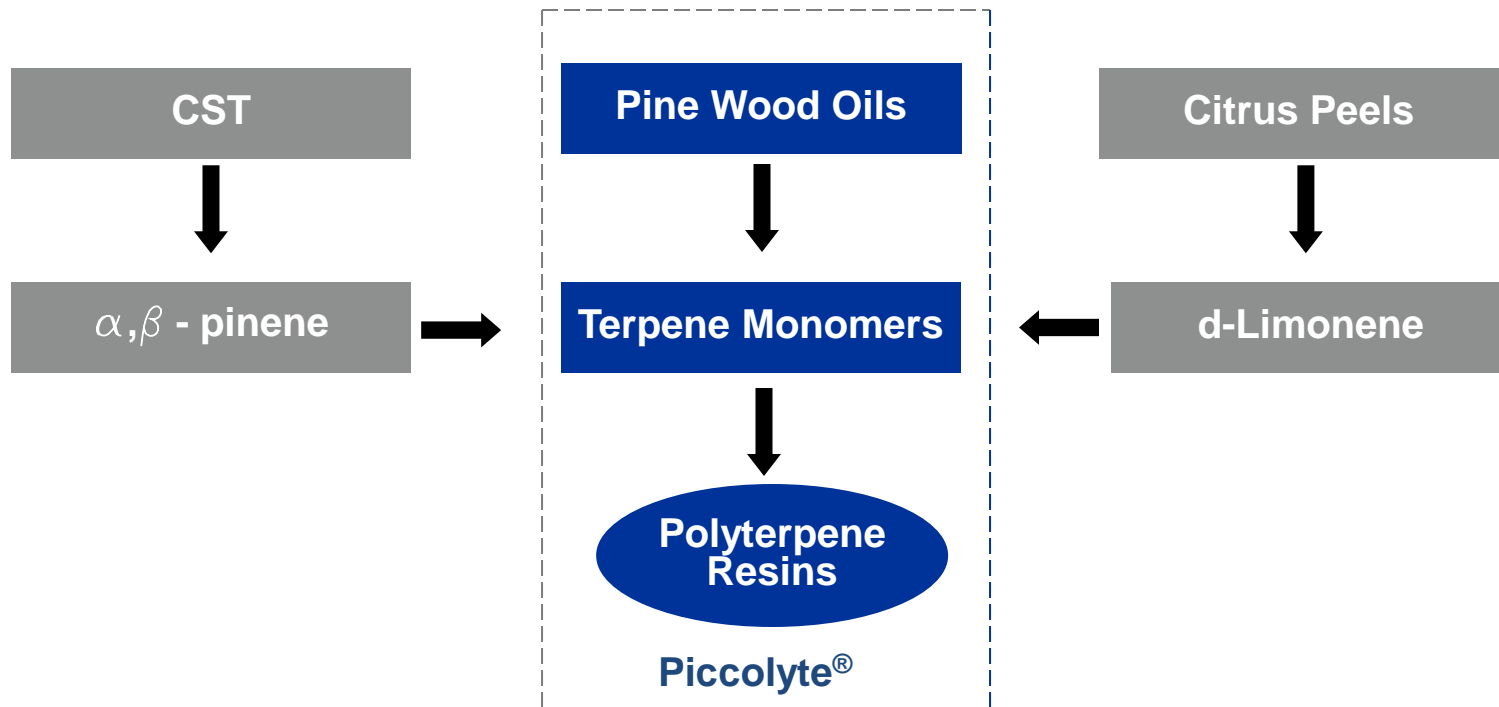 CST
Pine Wood Oils
Citrus Peels
α,β - pinene
Terpene Monomers
d-Limonene
Polyterpene
Resins
Piccolyte®